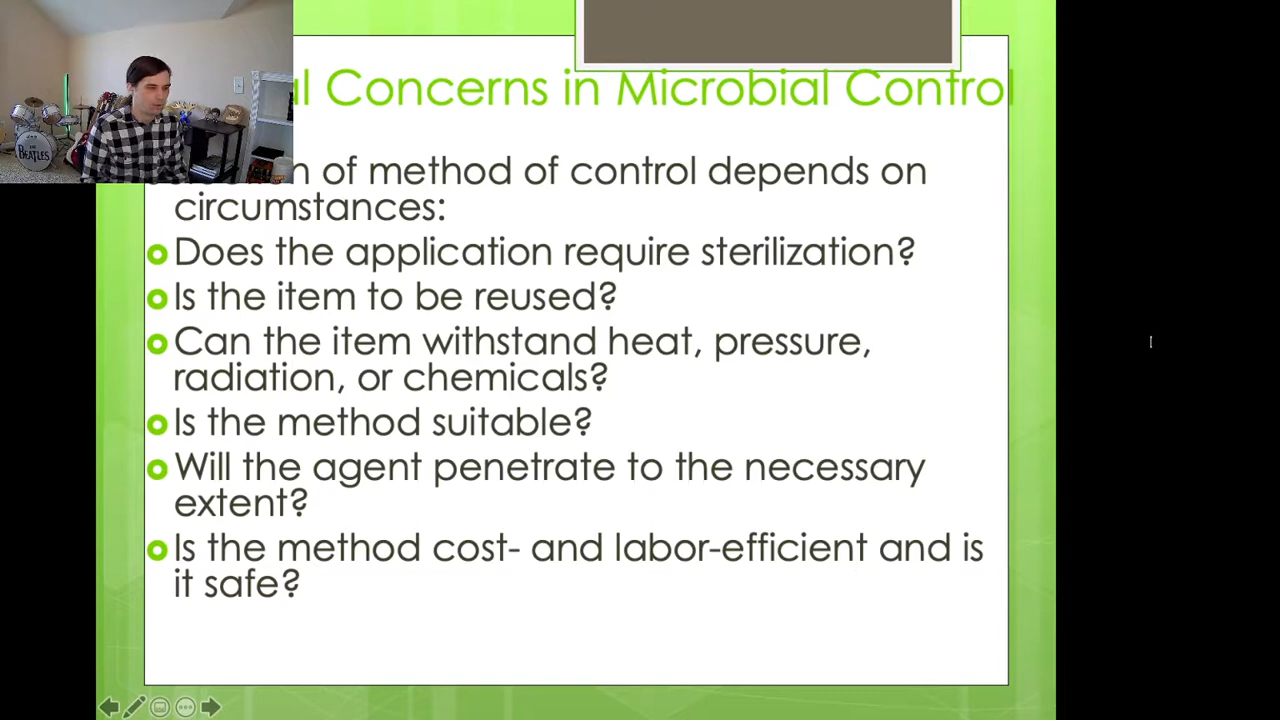 Concerns in Microbial Control
of method of control depends on
circumstances:
Does the application require sterilization?
Is the item to be reused?
Can the item withstand heat, pressure,
radiation, or chemicals?
Is the method suitable?
Will the agent penetrate to the necessary
extent?
Is the method cost- and labor-efficient and is
it safe?
THE
BEATLES